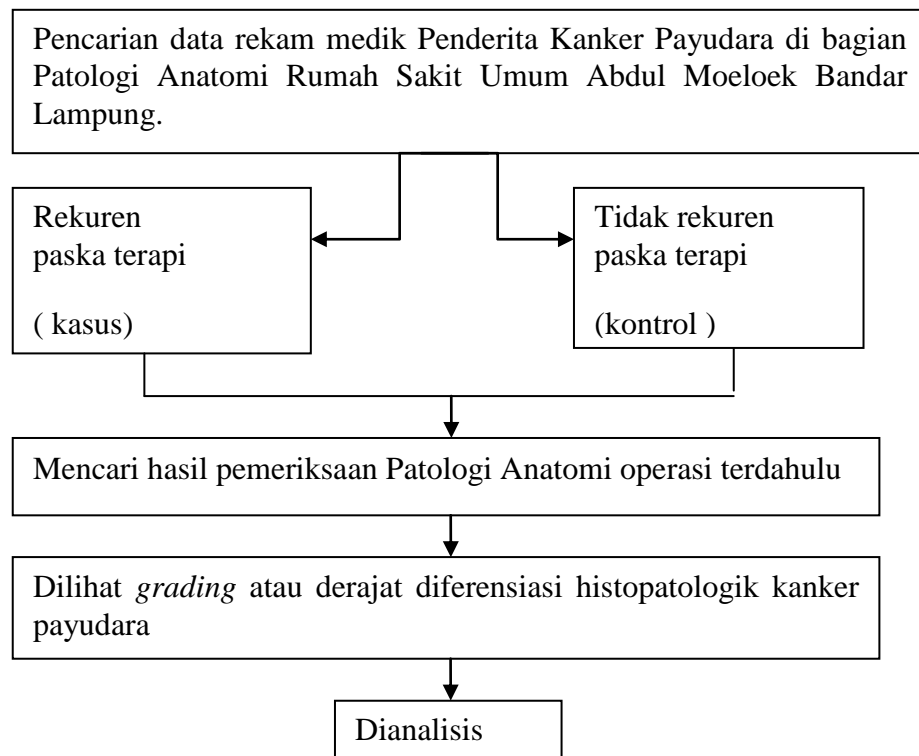 Pencarian data rekam medik Penderita Kanker Payudara di bagian
Patologi Anatomi Rumah Sakit Umum Abdul Moeloek Bandar
Lampung.
Rekuren
paska terapi
( kasus)
Tidak rekuren
paska terapi
(kontrol )
Mencari hasil pemeriksaan Patologi Anatomi operasi terdahulu
Dilihat grading atau derajat diferensiasi histopatologik kanker
payudara
Dianalisis